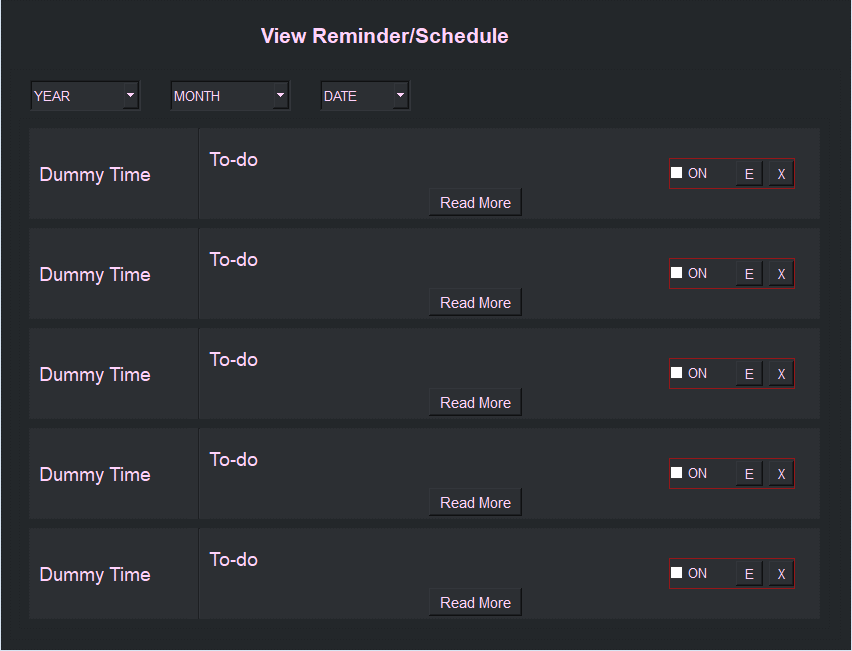 View Reminder/Schedule
YEAR MONTH DATE
To-do
Dummy Time ON E X
Read More
To-do
Dummy Time ON E X
Read More
To-do
Dummy Time ON E X
Read More
To-do
Dummy Time ON E X
Read More
To-do
Dummy Time ON E X
Read More